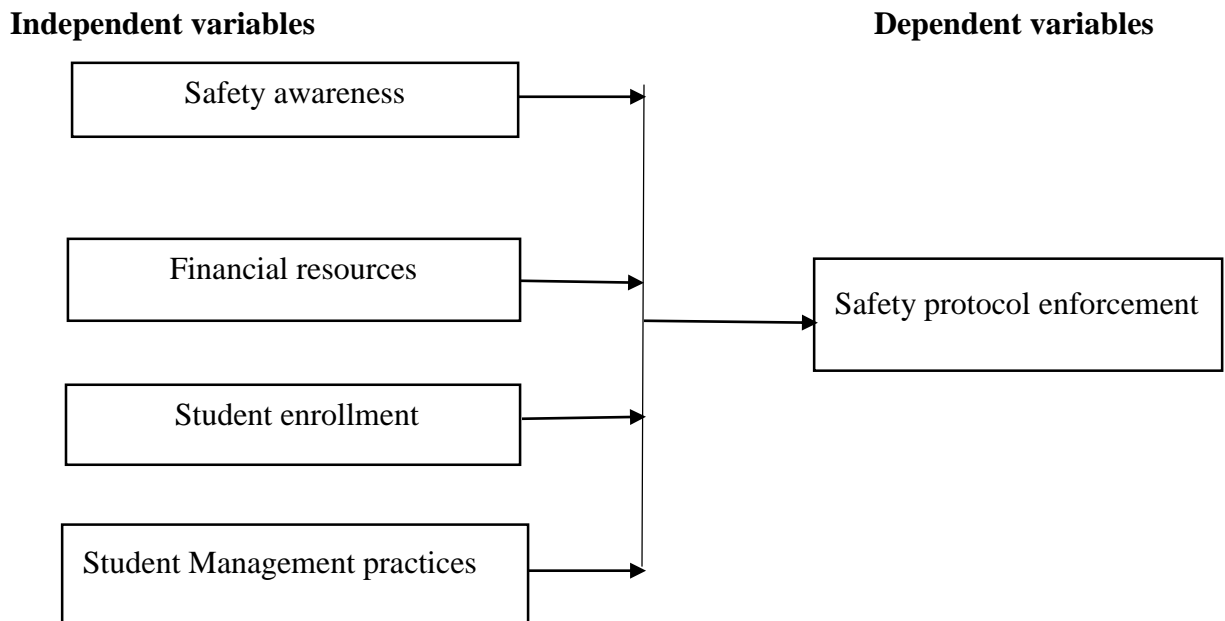 Independent variables
Dependent variables
Safety awareness
Financial resources
Safety protocol enforcement
Student enrollment
Student Management practices